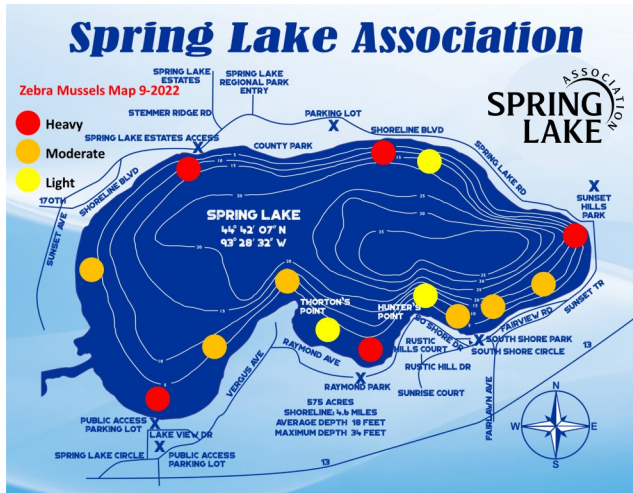 Spring Lake Association
Zebra Mussels Map 9-2022
Heavy
Moderate
Light
SPRING LAKE
ESTATES
SPRING LAKE
REGIONAL PARK
ENTRY
STEMMER RIDGE RD
PARKING LOT
SPRING LAKE ESTATES ACCESS
X
X
COUNTY PARK
SHORELINE BLVD
ASSOCIATION
SPRING
LAKE
SPRING LAKE RD
X
SUNSET
HILLS
PARK
170TH
SHORELINE BLVD
SUNSET AVE
SPRING LAKE
44° 42' 07" N
93° 28' 32" W
THORTON'S
POINT
HUNTER'S
POINT
SO SHORE DR
FAIRVIEW RD
SUNSET TR
X SOUTH SHORE PARK
SOUTH SHORE CIRCLE
13
RUSTIC
HILLS COURT
RUSTIC HILL DR
SUNRISE COURT
FAIRLAWN AVE
RAYMOND AVE
X
RAYMOND PARK
VERGUS AVE
575 ACRES
SHORELINE: 4.6 MILES
AVERAGE DEPTH 18 FEET
MAXIMUM DEPTH 34 FEET
PUBLIC ACCESS
PARKING LOT
X
LAKE VIEW DR
X
SPRING LAKE CIRCLE
PUBLIC ACCESS
PARKING LOT
13
N
W
E
S